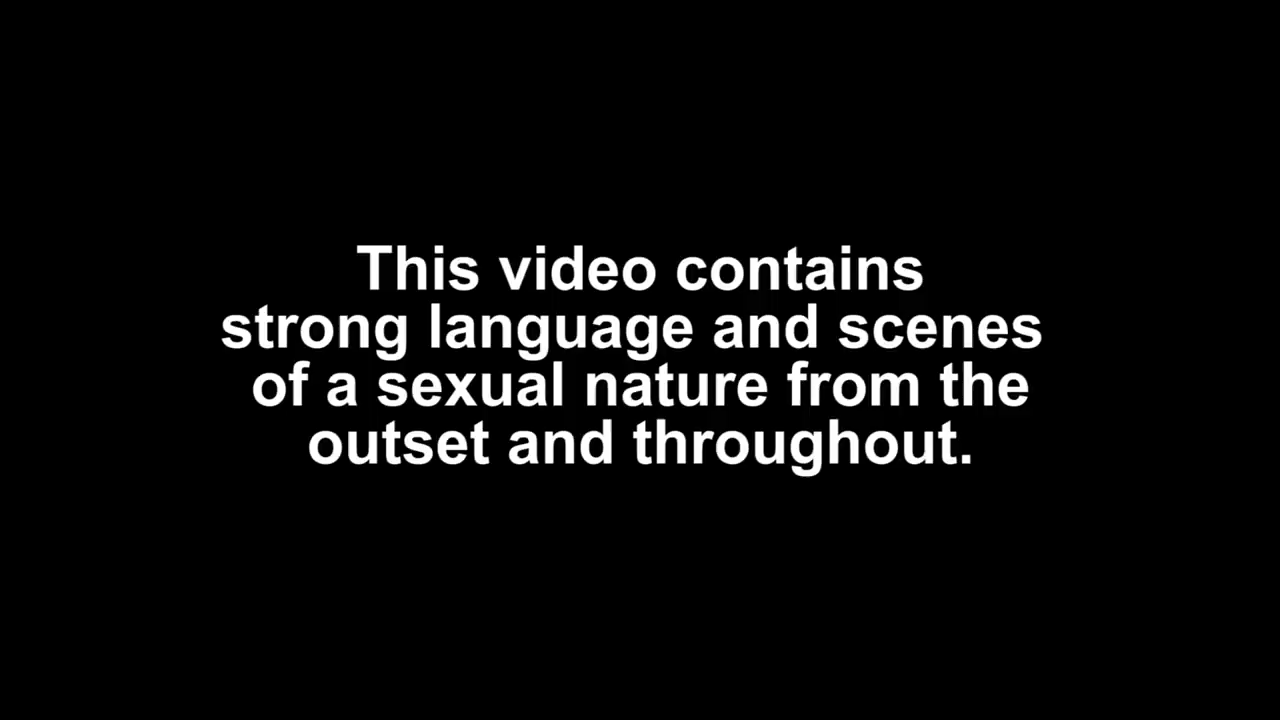 This video contains
strong language and scenes
of a sexual nature from the
outset and throughout.